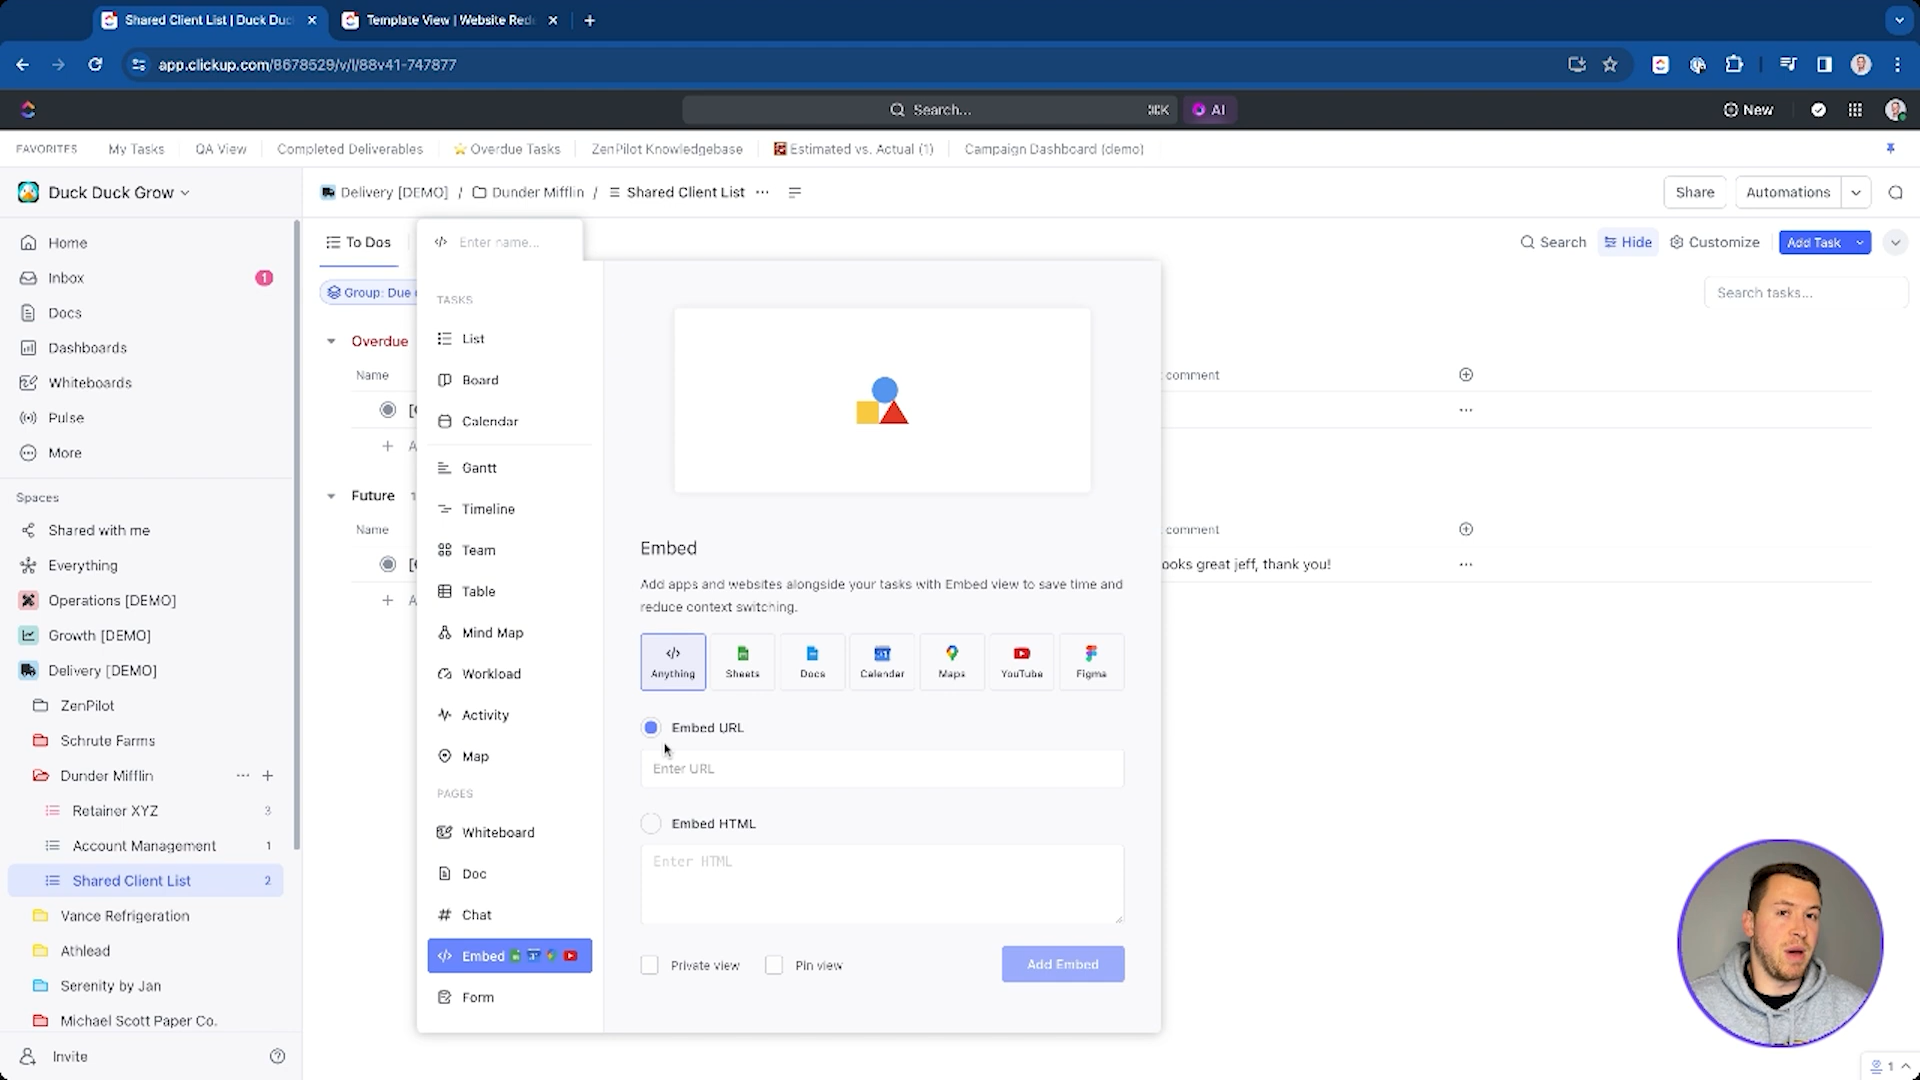 Shared Client List | Duck Duc
Template View | Website Rede
app.clickup.com/8678529/v/l/88v41-747877
Search...
⌘K
AI
New
FAVORITES
My Tasks
QA View
Completed Deliverables
Overdue Tasks
ZenPilot Knowledgebase
Estimated vs. Actual (1)
Campaign Dashboard (demo)
Duck Duck Grow
Delivery [DEMO] / Dunder Mifflin / Shared Client List
Share
Automations
Home
Inbox
1
Docs
Dashboards
Whiteboards
Pulse
More
Spaces
Shared with me
Everything
Operations [DEMO]
Growth [DEMO]
Delivery [DEMO]
ZenPilot
Schrute Farms
Dunder Mifflin
Retainer XYZ 3
Account Management 1
Shared Client List 2
Vance Refrigeration
Athlead
Serenity by Jan
Michael Scott Paper Co.
Invite
To Dos
Enter name...
Search
Hide
Customize
Add Task
Group: Due
Search tasks...
Overdue
Name
comment
Future 1
Name
comment
ooks great jeff, thank you!
TASKS
List
Board
Calendar
Gantt
Timeline
Team
Table
Mind Map
Workload
Activity
Map
PAGES
Whiteboard
Doc
Chat
Embed
Form
Embed
Add apps and websites alongside your tasks with Embed view to save time and
reduce context switching.
Anything
Sheets
Docs
Calendar
Maps
YouTube
Figma
Embed URL
Enter URL
Embed HTML
Enter HTML
Private view
Pin view
Add Embed
1